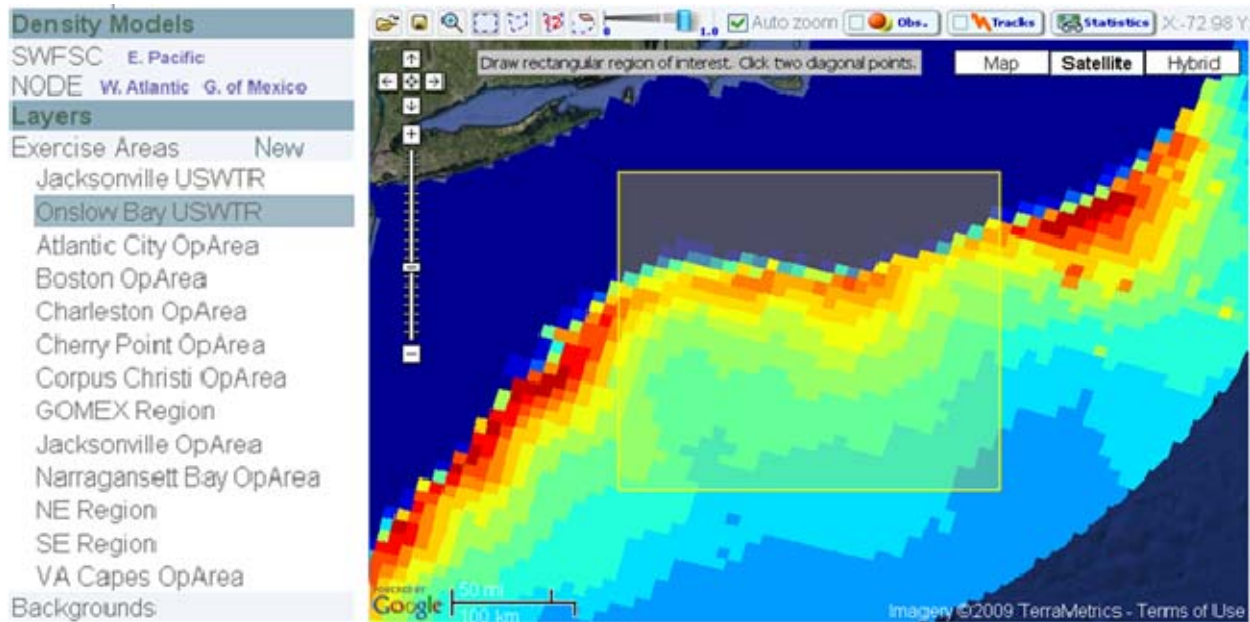 Density Models
SWFSC E. Pacific
NODE W. Atlantic G. of Mexico
Layers
Exercise Areas New
Jacksonville USWTR
Onslow Bay USWTR
Atlantic City OpArea
Boston OpArea
Charleston OpArea
Cherry Point OpArea
Corpus Christi OpArea
GOMEX Region
Jacksonville OpArea
Narragansett Bay OpArea
NE Region
SE Region
VA Capes OpArea
Backgrounds
0 1.0 Auto zoom Obs. Tracks Statistics X:-72.98 Y
Draw rectangular region of interest. Click two diagonal points. Map Satellite Hybrid
POWERED BY
Google
50 mi
100 km
Imagery ©2009 TerraMetrics - Terms of Use